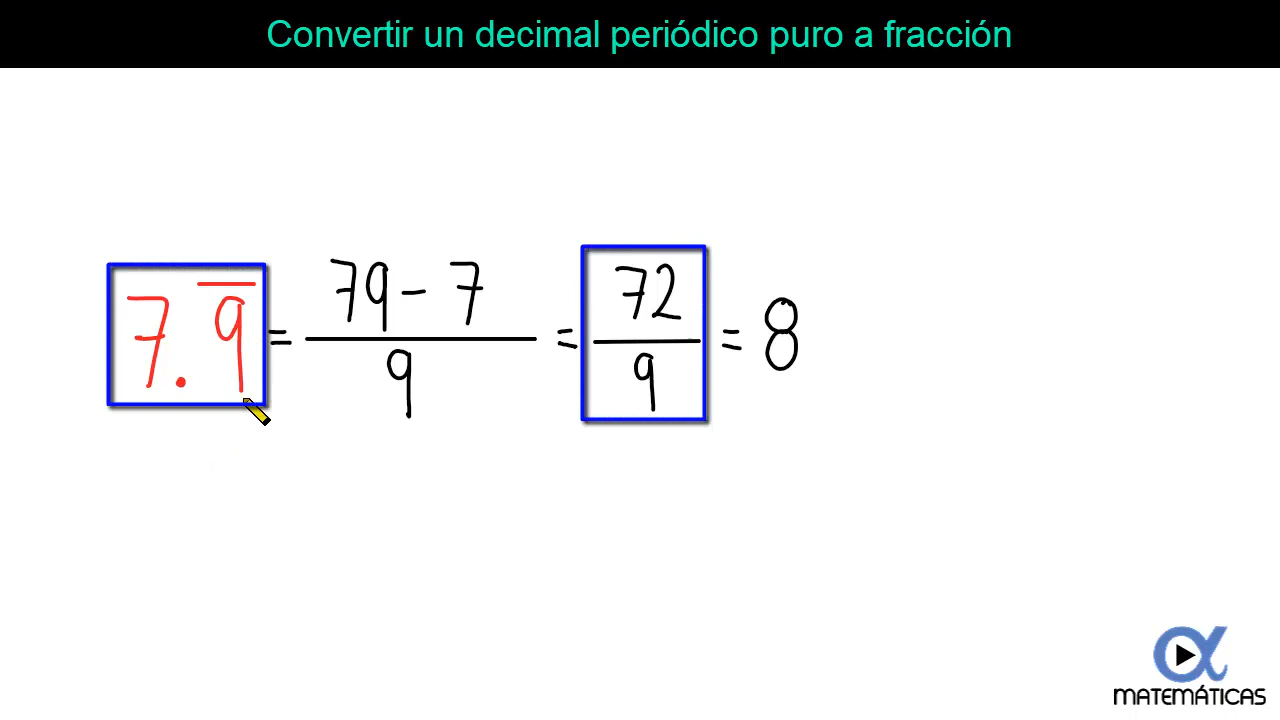 Convertir un decimal periódico puro a fracción
7.9̅ = (79 - 7)/9 = 72/9 = 8
MATEMÁTICAS